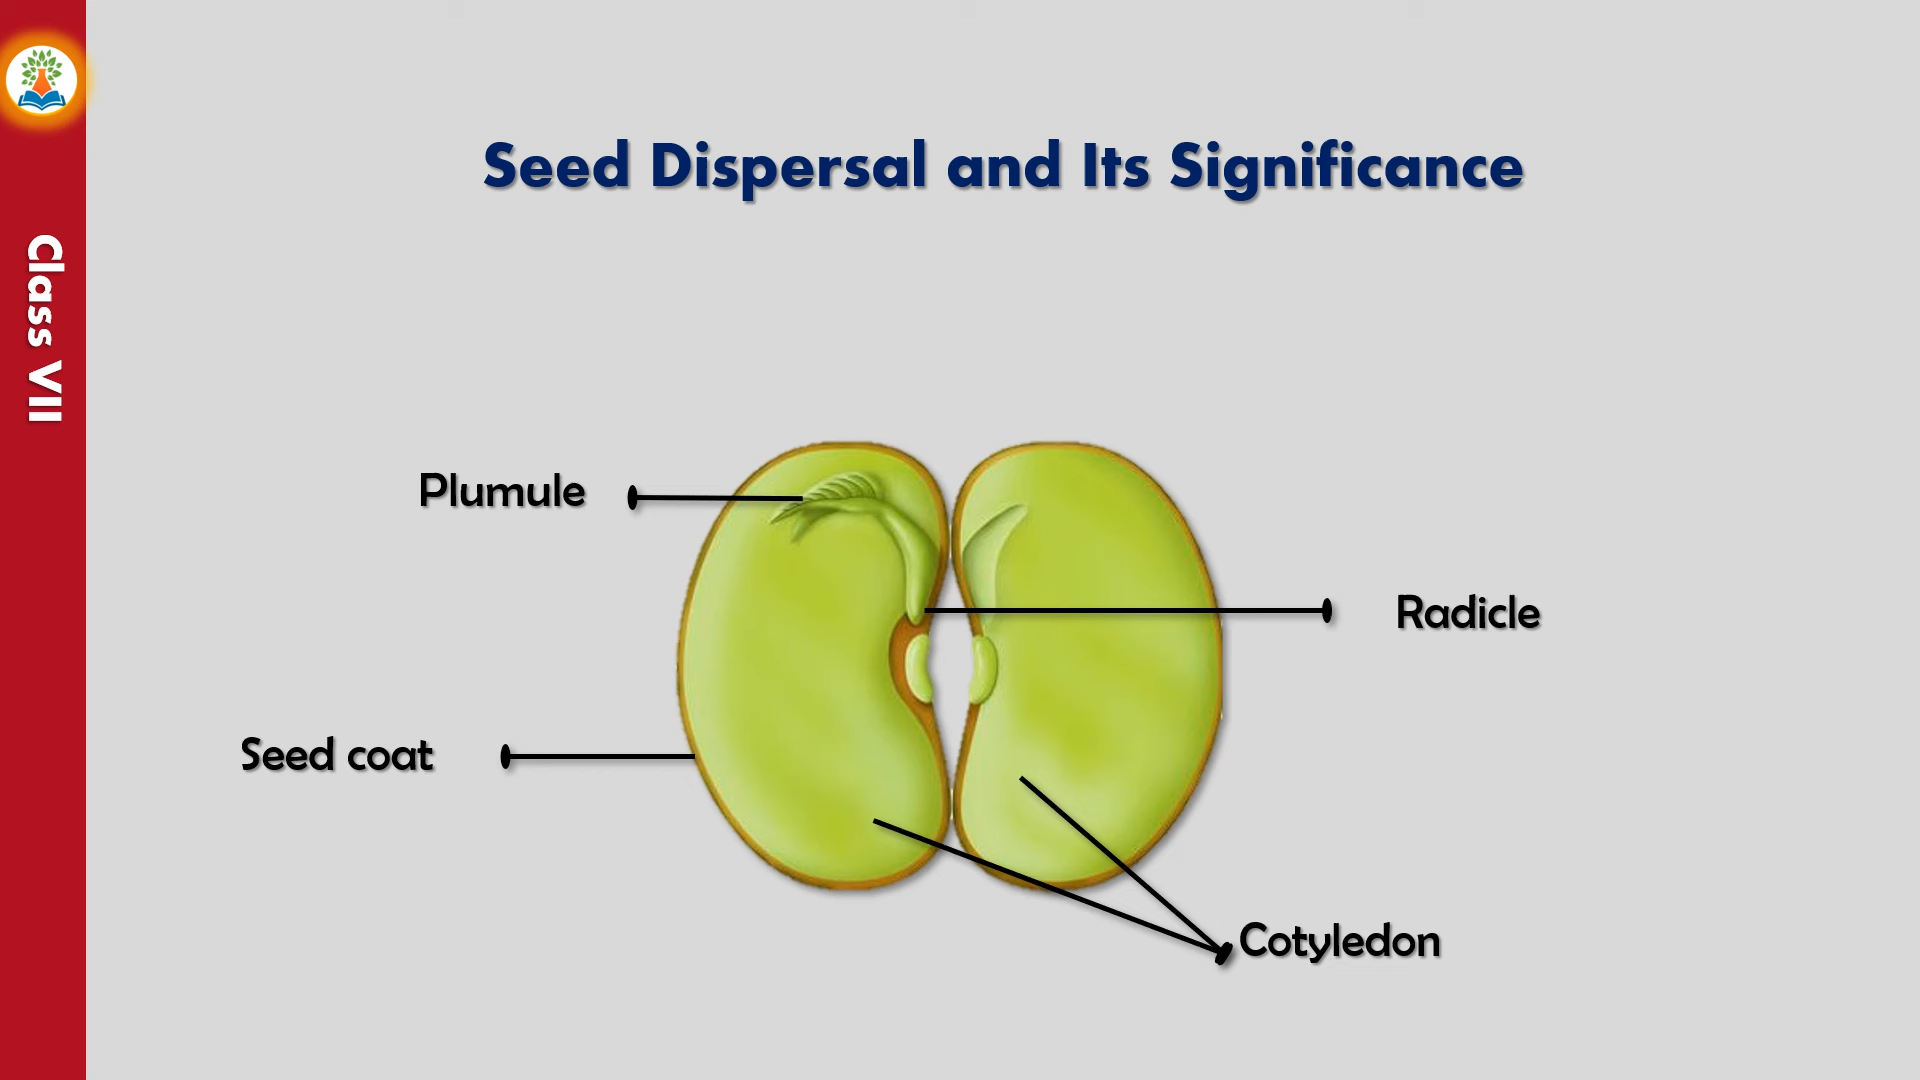 Class VII
Seed Dispersal and Its Significance
Plumule
Radicle
Seed coat
Cotyledon